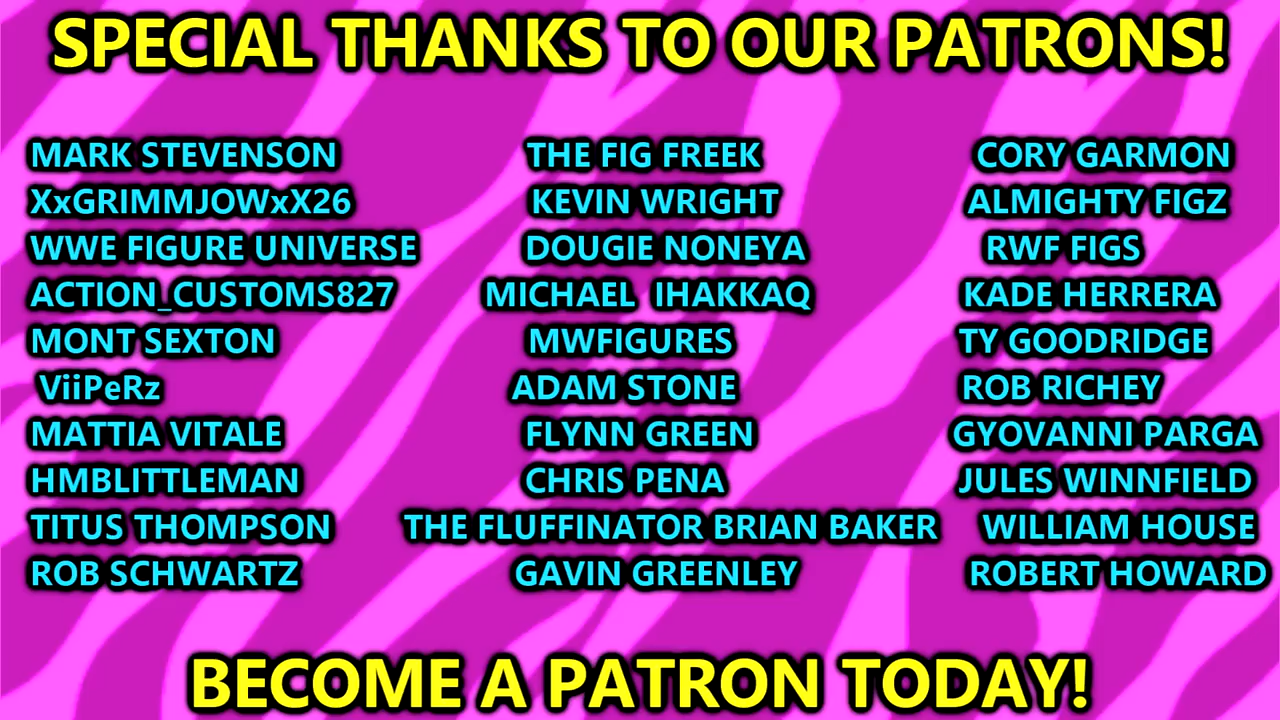 SPECIAL THANKS TO OUR PATRONS!
MARK STEVENSON THE FIG FREEK CORY GARMON
XxGRIMMJOWxX26 KEVIN WRIGHT ALMIGHTY FIGZ
WWE FIGURE UNIVERSE DOUGIE NONEYA RWF FIGS
ACTION_CUSTOMS827 MICHAEL IHAKKAQ KADE HERRERA
MONT SEXTON MWFIGURES TY GOODRIDGE
ViiPeRz ADAM STONE ROB RICHEY
MATTIA VITALE FLYNN GREEN GYOVANNI PARGA
HMBLITTLEMAN CHRIS PENA JULES WINNFIELD
TITUS THOMPSON THE FLUFFINATOR BRIAN BAKER WILLIAM HOUSE
ROB SCHWARTZ GAVIN GREENLEY ROBERT HOWARD
BECOME A PATRON TODAY!